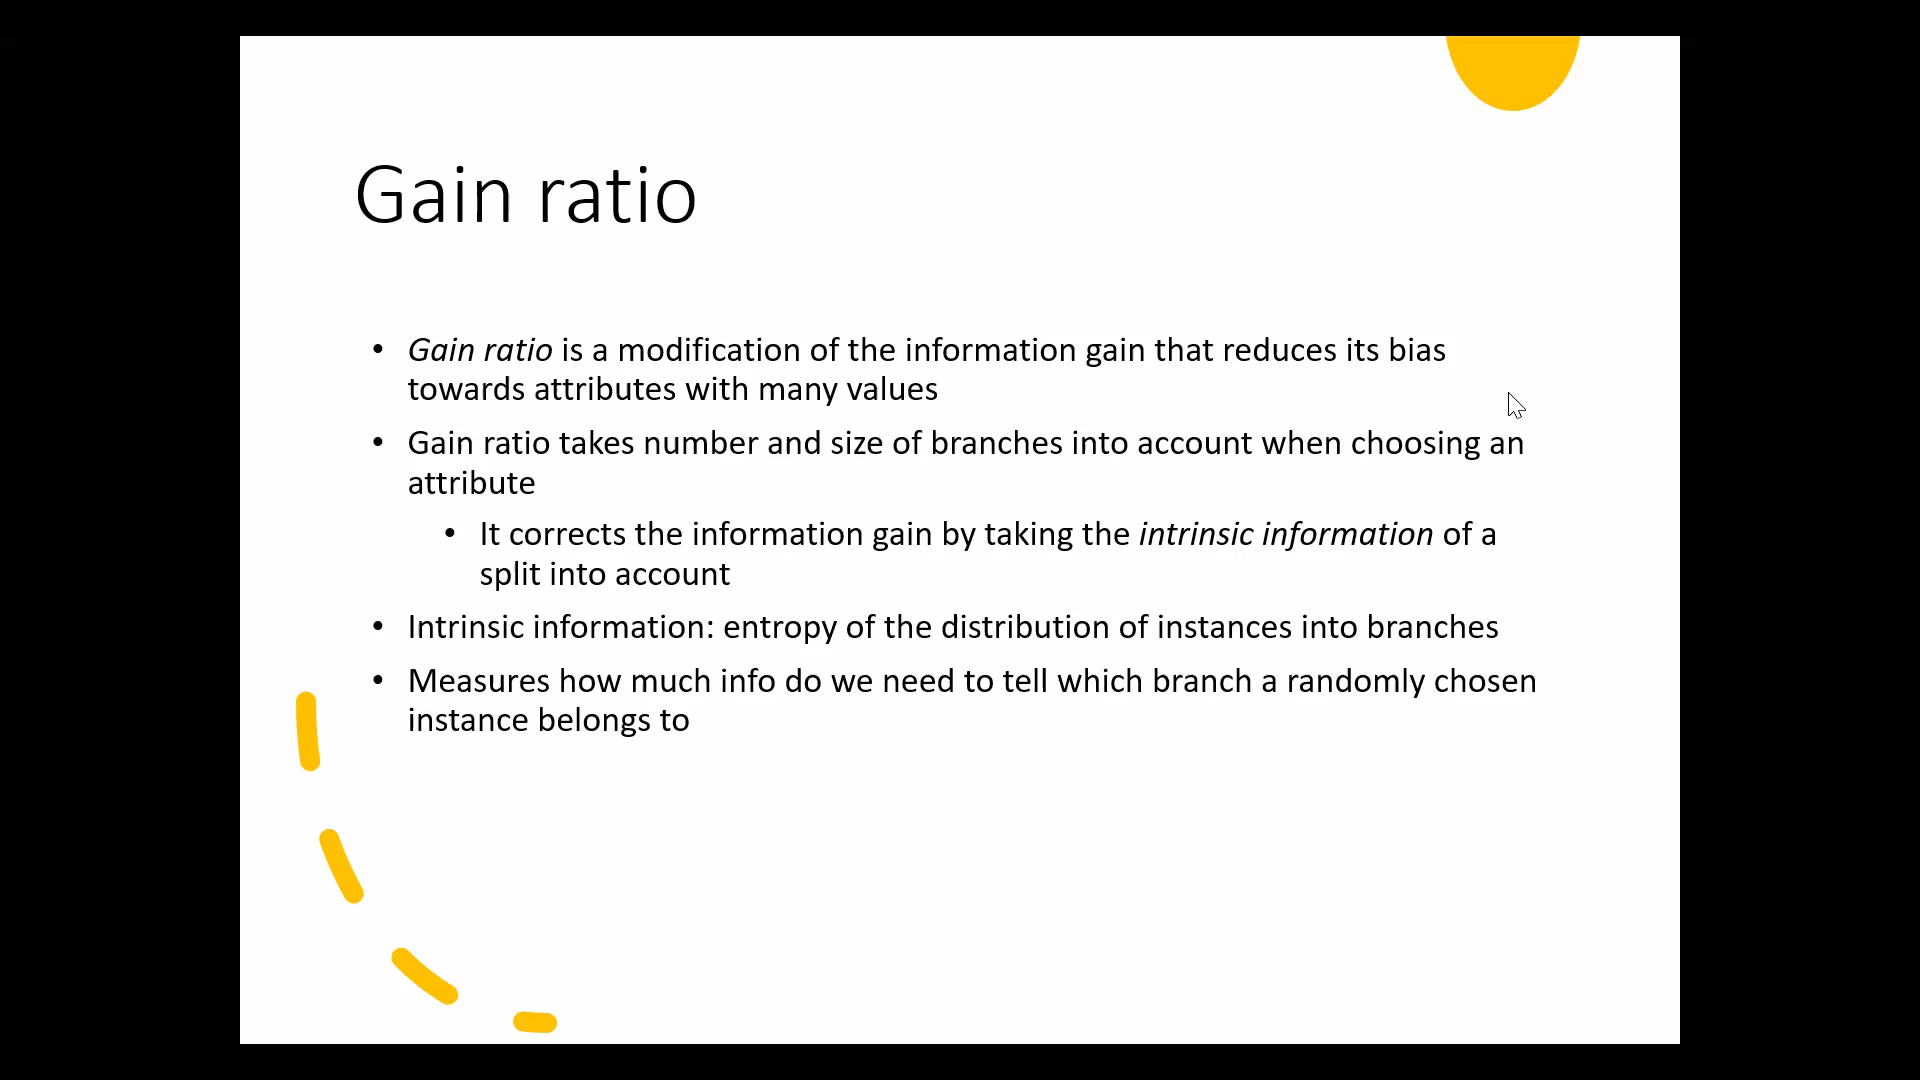 Gain ratio
• Gain ratio is a modification of the information gain that reduces its bias
towards attributes with many values
• Gain ratio takes number and size of branches into account when choosing an
attribute
• It corrects the information gain by taking the intrinsic information of a
split into account
• Intrinsic information: entropy of the distribution of instances into branches
• Measures how much info do we need to tell which branch a randomly chosen
instance belongs to